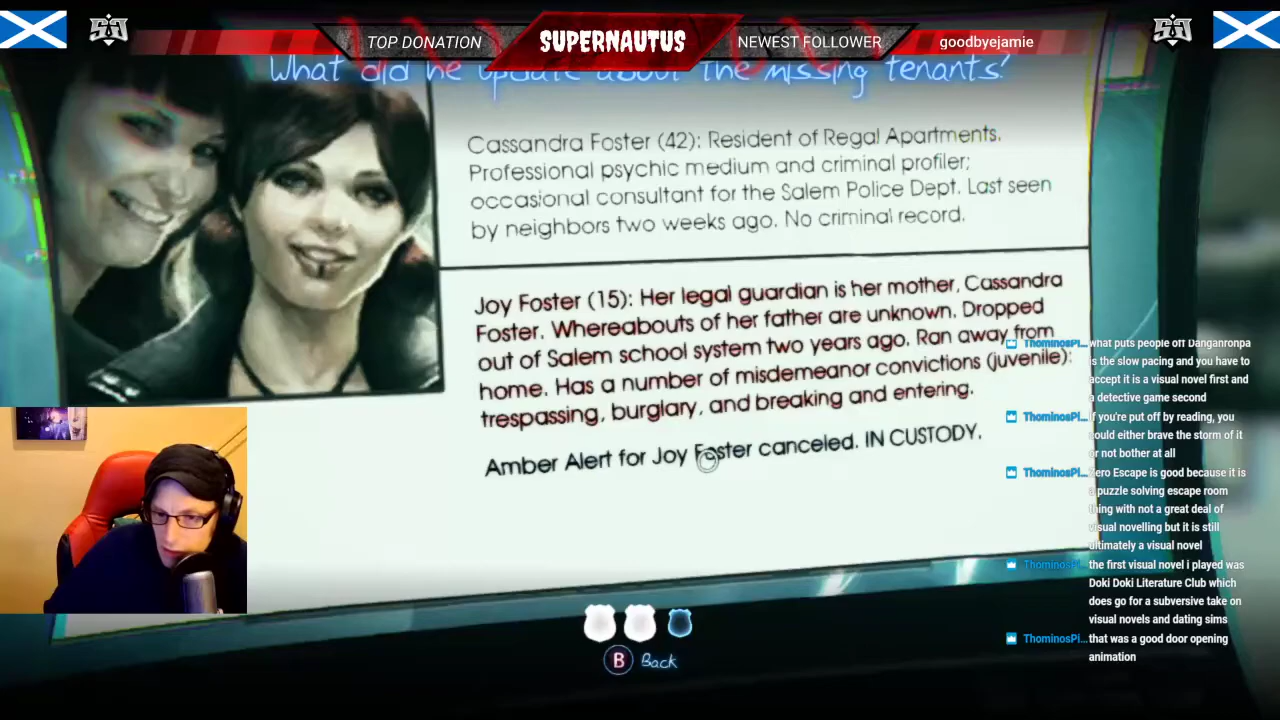 TOP DONATION
SUPERNAUTUS
NEWEST FOLLOWER
goodbyejamie
What did he update about the missing tenants?
Cassandra Foster (42): Resident of Regal Apartments.
Professional psychic medium and criminal profiler;
occasional consultant for the Salem Police Dept. Last seen
by neighbors two weeks ago. No criminal record.
Joy Foster (15): Her legal guardian is her mother, Cassandra
Foster. Whereabouts of her father are unknown. Dropped
out of Salem school system two years ago. Ran away from
home. Has a number of misdemeanor convictions (juvenile):
trespassing, burglary, and breaking and entering.
Amber Alert for Joy Foster canceled. IN CUSTODY.
ThominosPi... what puts people off Danganronpa
is the slow pacing and you have to
accept it is a visual novel first and
a detective game second
ThominosPi... if you're put off by reading, you
could either brave the storm of it
or not bother at all
ThominosPi... Zero Escape is good because it is
a puzzle solving escape room
thing with not a great deal of
visual novelling but it is still
ultimately a visual novel
ThominosPi... the first visual novel i played was
Doki Doki Literature Club which
does go for a subversive take on
visual novels and dating sims
ThominosPi... that was a good door opening
animation
B Back